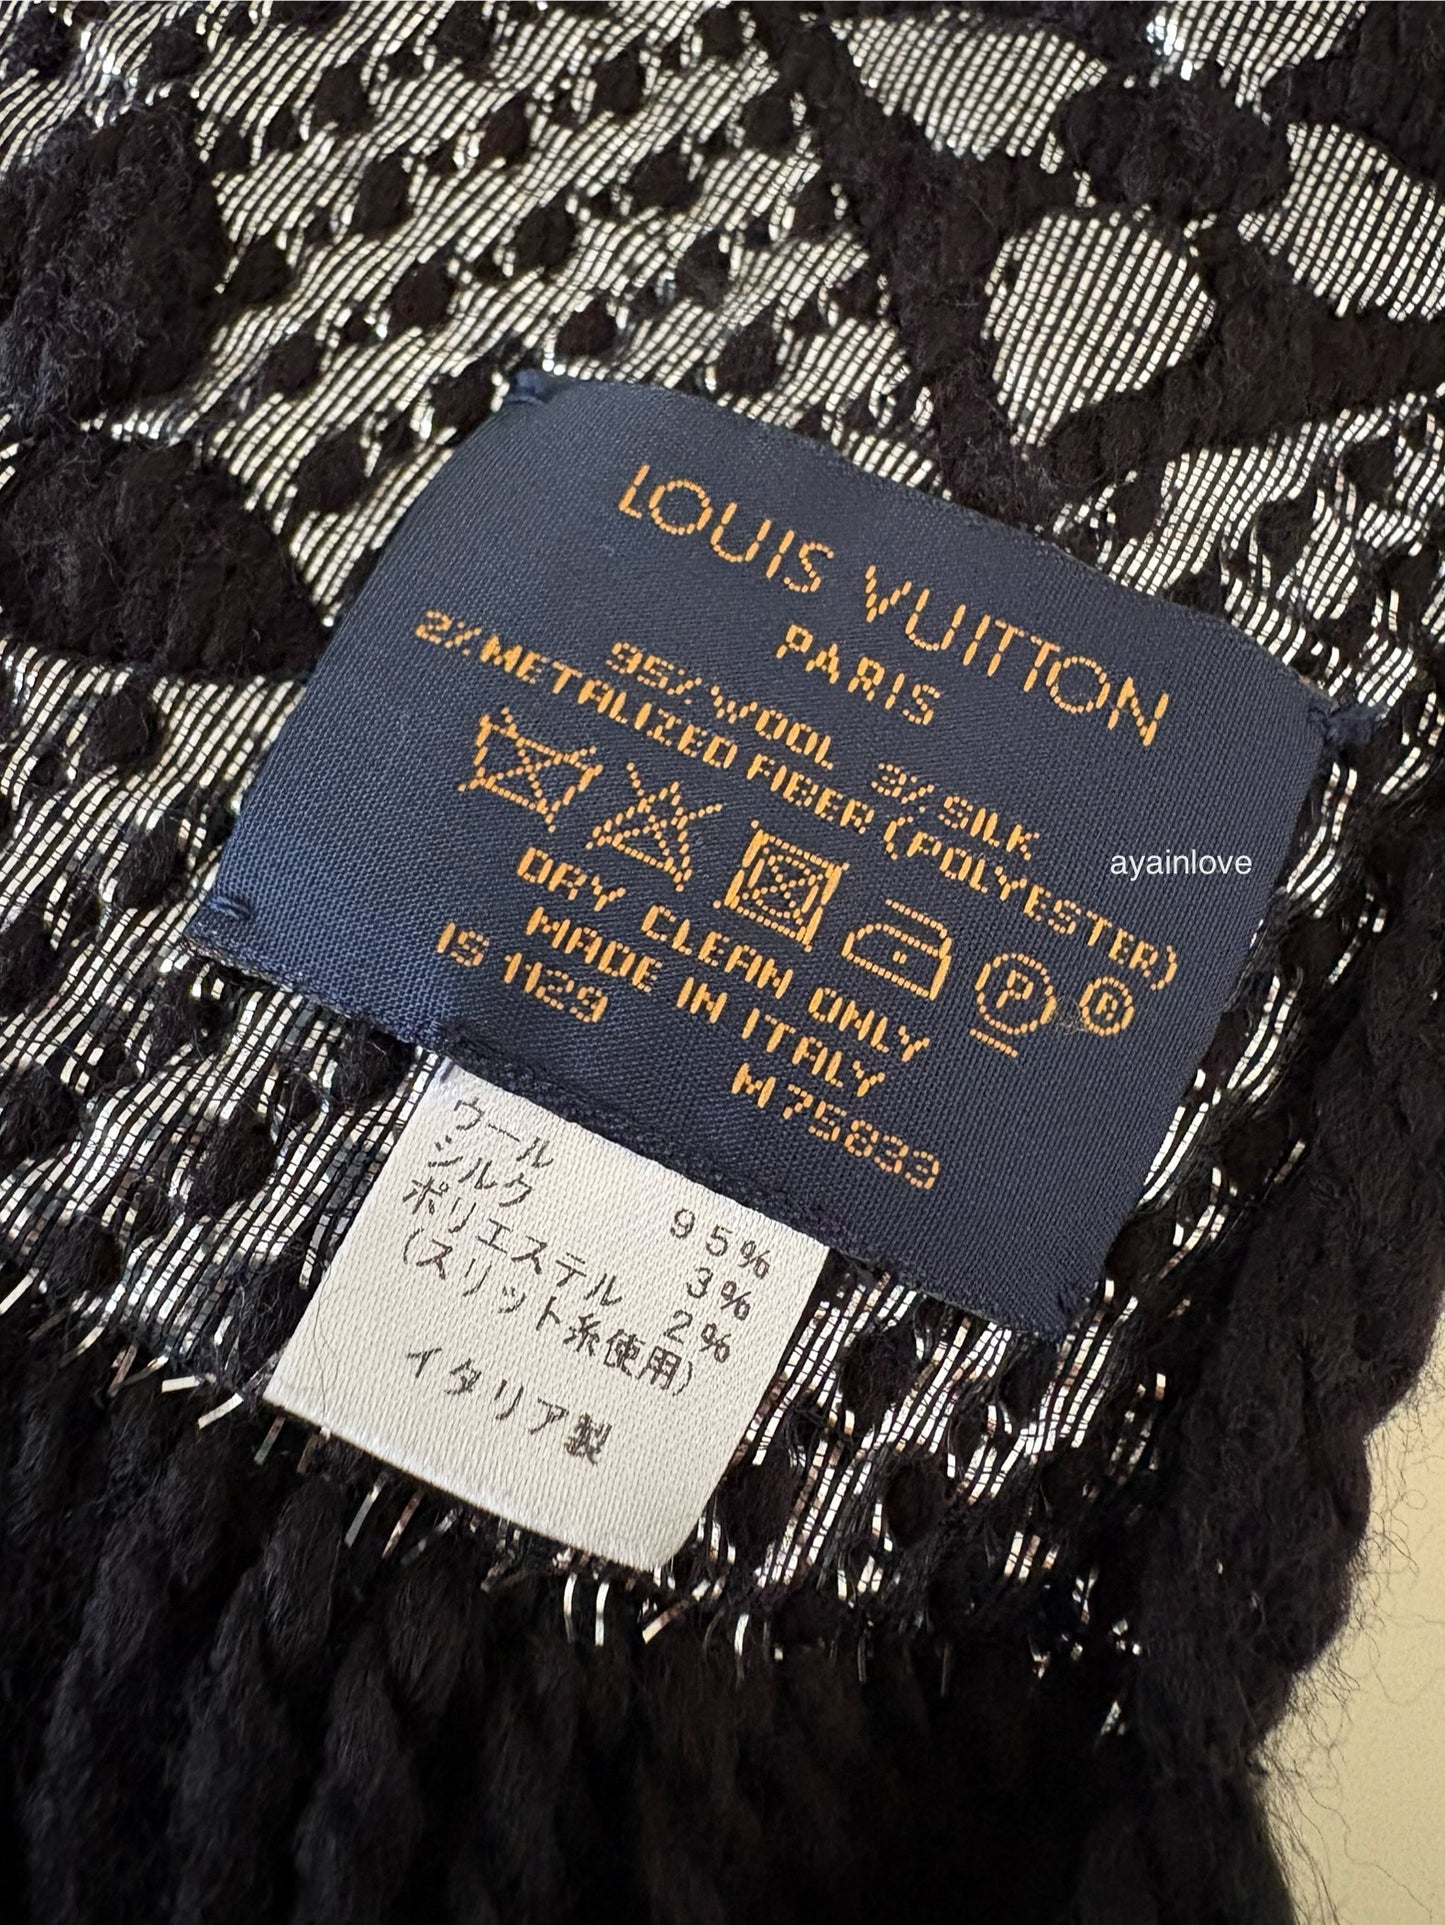 LOUIS VUITTON
PARIS
95% WOOL 3% SILK
2% METALIZED FIBER (POLYESTER)
P R
DRY CLEAN ONLY
MADE IN ITALY
IS 1129 M75833
ayainlove
ウール 95%
シルク 3%
ポリエステル 2%
(スリット糸使用)
イタリア製